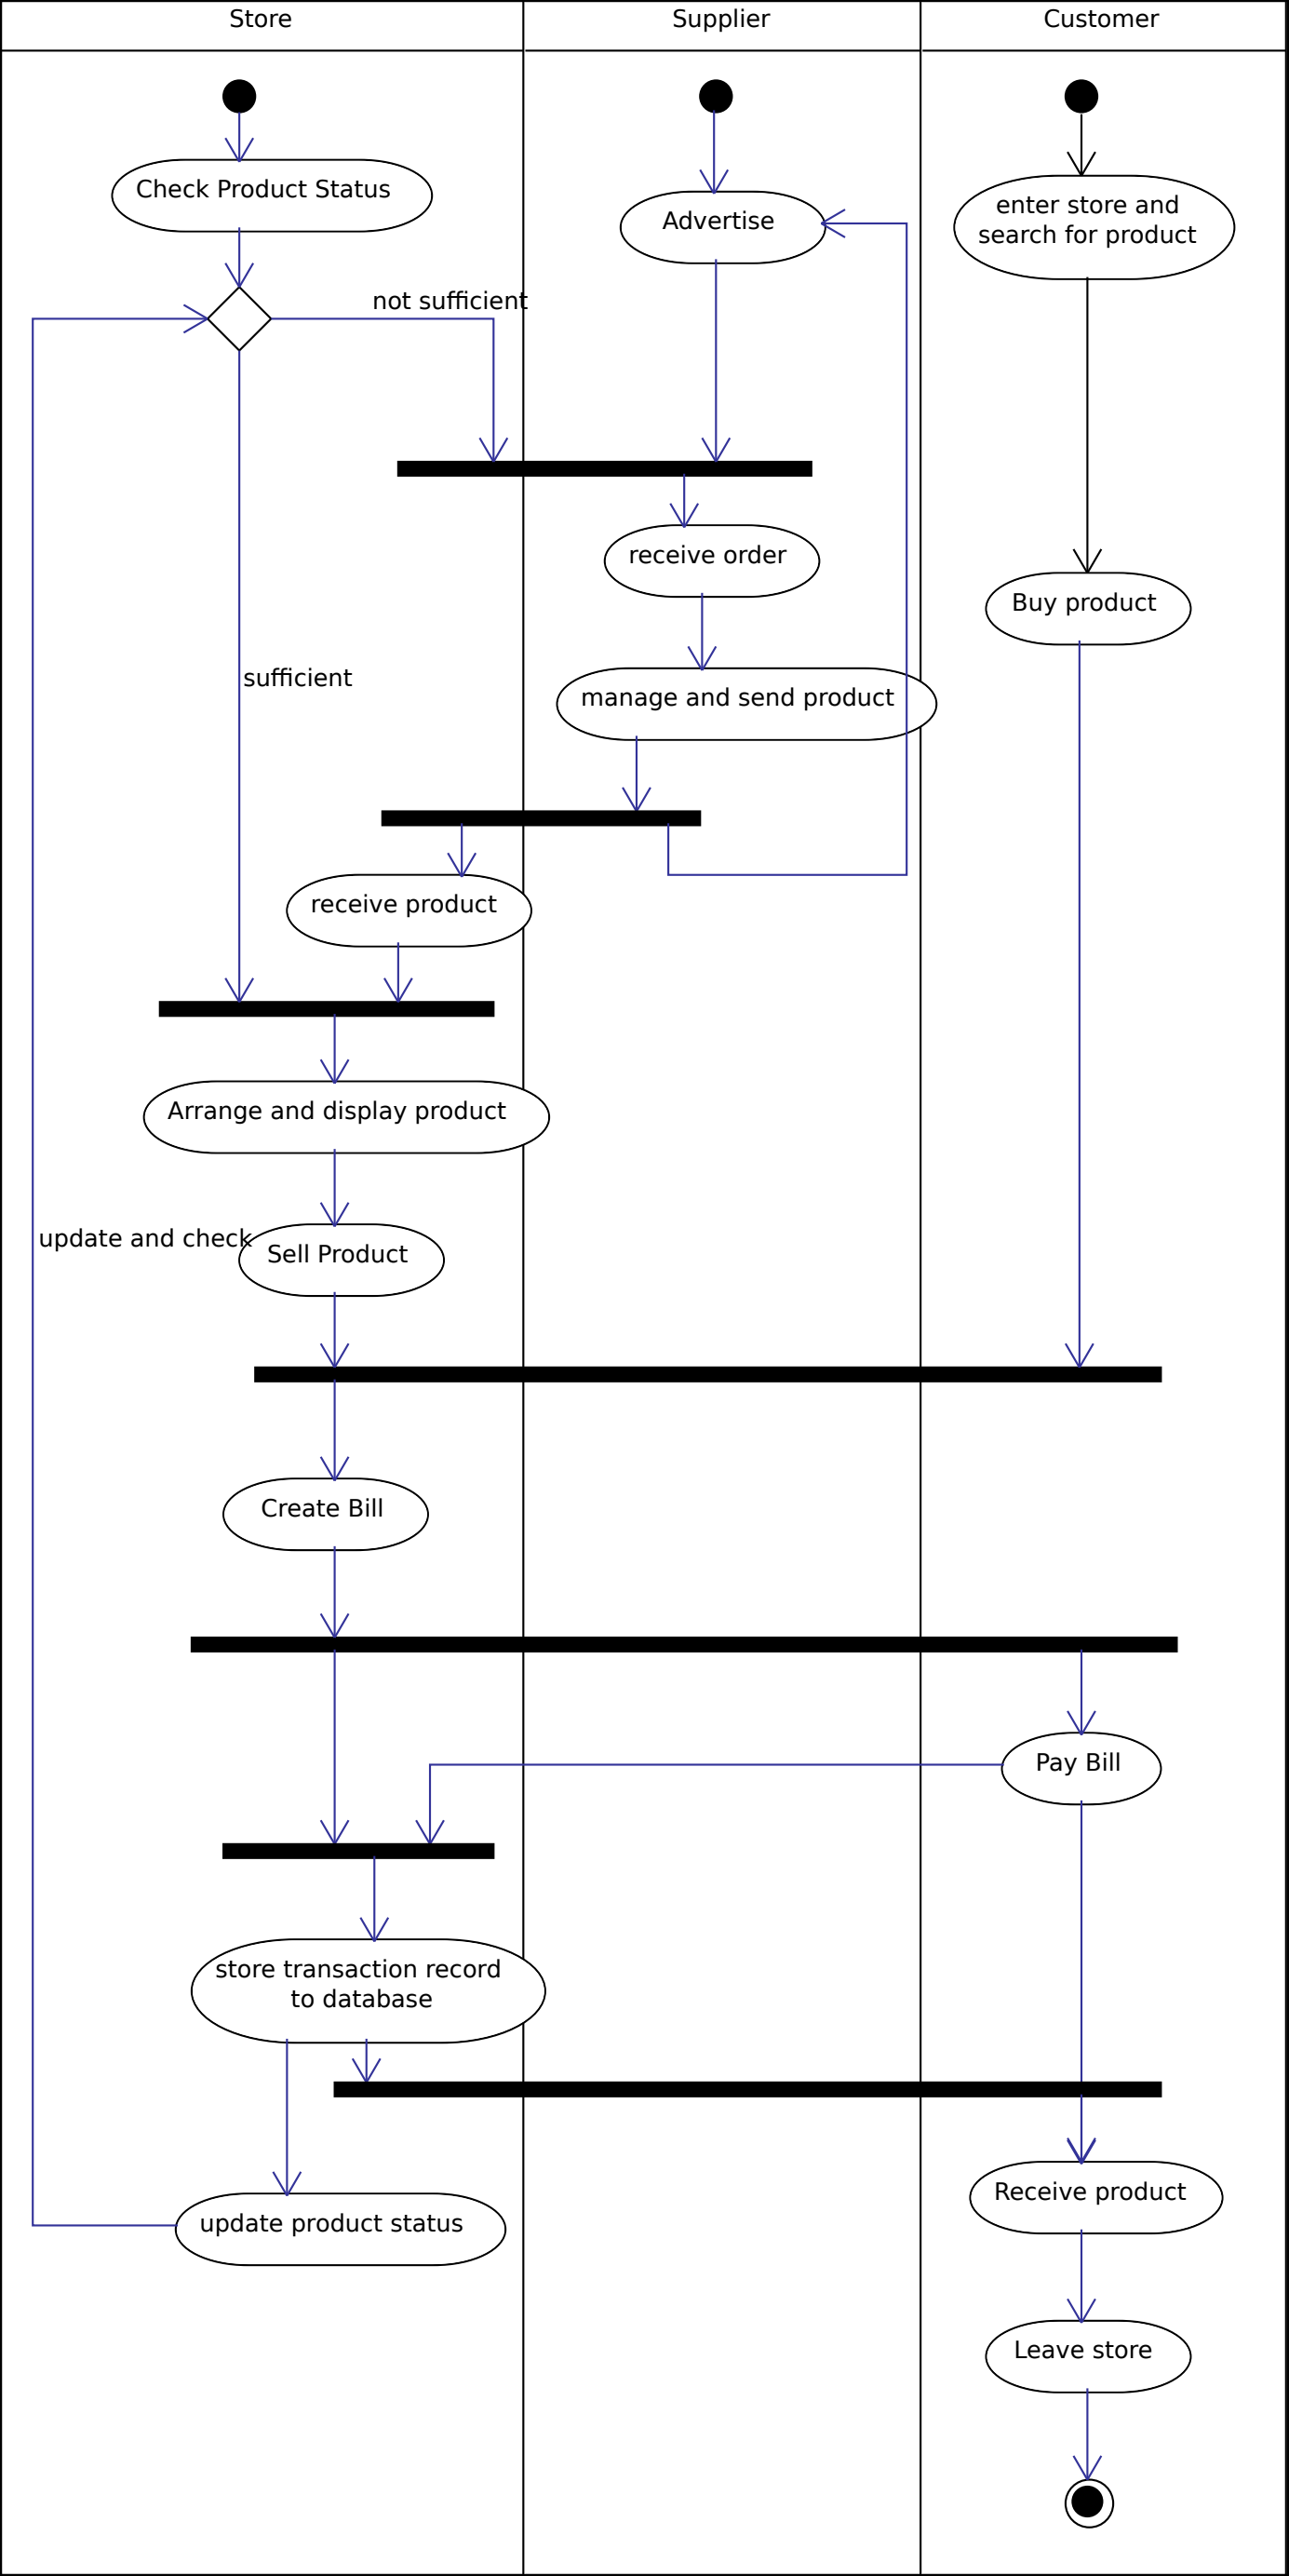 Store
Supplier
Customer
Check Product Status
Advertise
enter store and
search for product
not sufficient
receive order
Buy product
sufficient
manage and send product
receive product
Arrange and display product
update and check
Sell Product
Create Bill
Pay Bill
store transaction record
to database
Receive product
update product status
Leave store